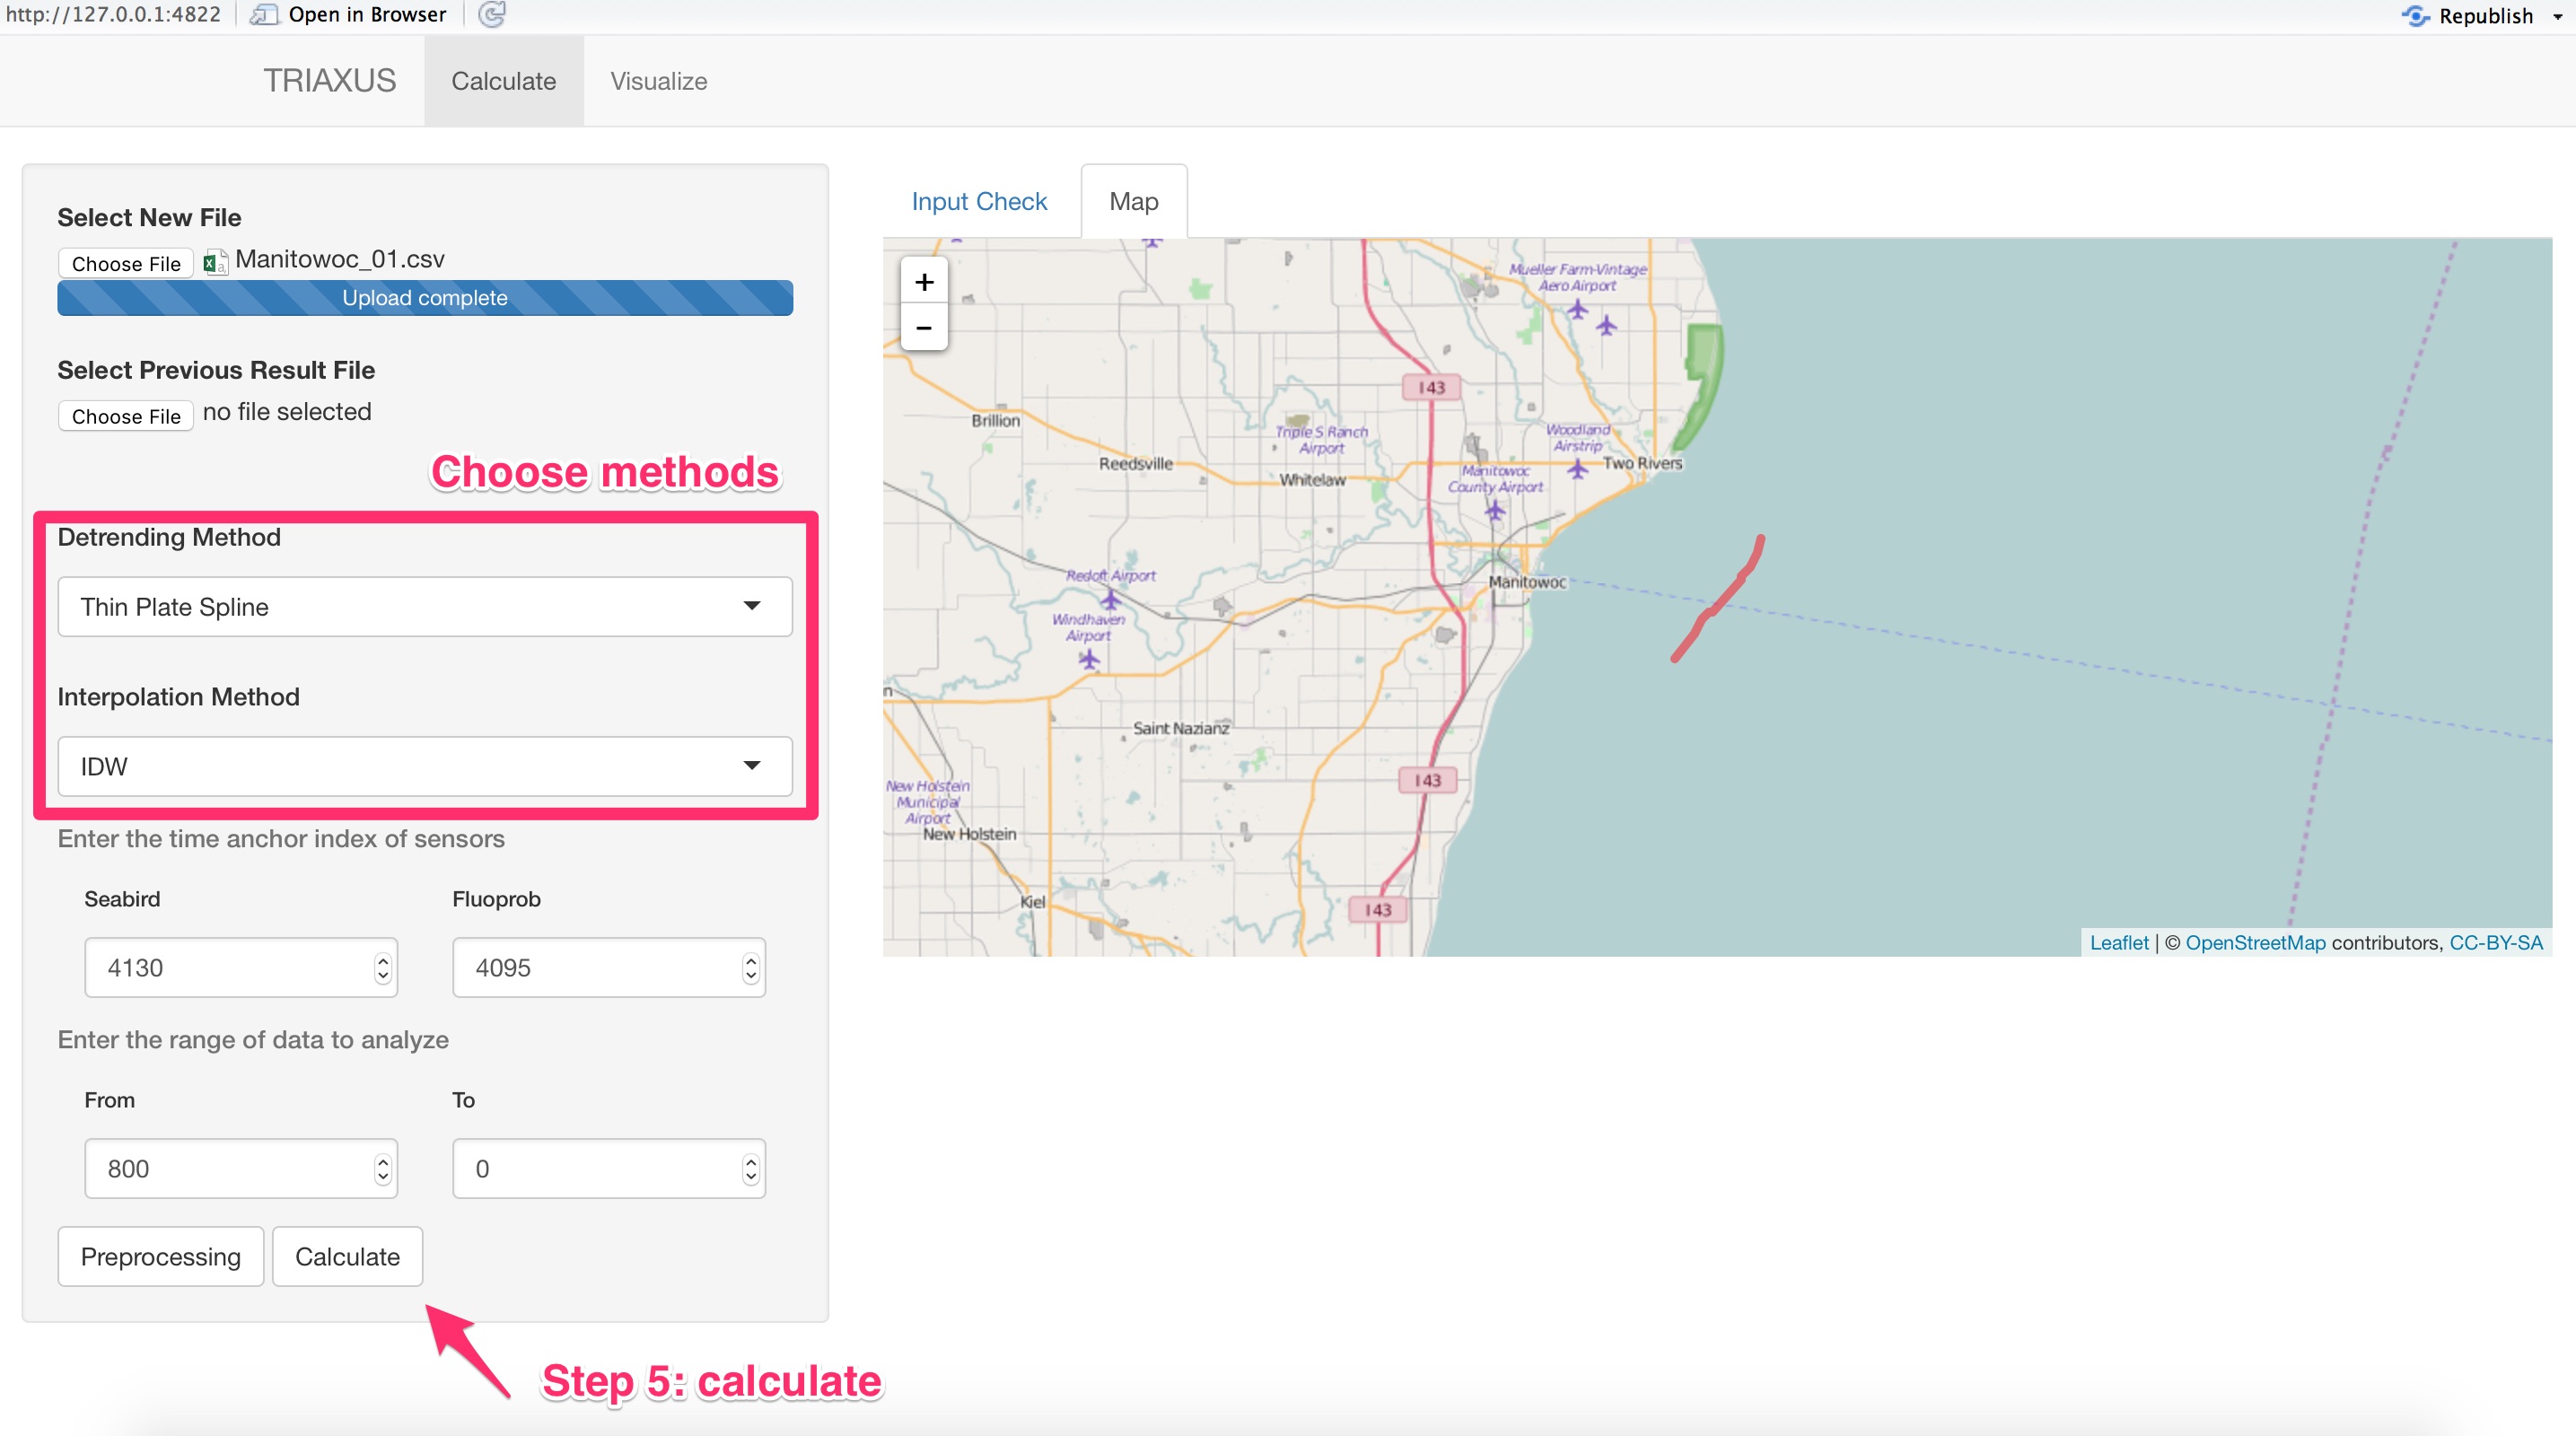 http://127.0.0.1:4822 Open in Browser Republish
TRIAXUS Calculate Visualize
Select New File
Choose File Manitowoc_01.csv
Upload complete
Select Previous Result File
Choose File no file selected
Choose methods
Detrending Method
Thin Plate Spline
Interpolation Method
IDW
Enter the time anchor index of sensors
Seabird Fluoprob
4130 4095
Enter the range of data to analyze
From To
800 0
Preprocessing Calculate
Step 5: calculate
Input Check Map
+
−
Mueller Farm-Vintage
Aero Airport
I 43
Brillion
Triple S Ranch
Airport
Woodland
Airstrip
Reedsville
Whitelaw
Manitowoc
County Airport
Two Rivers
Redoft Airport
Manitowoc
Windhaven
Airport
n
Saint Nazianz
I 43
New Holstein
Municipal
Airport
New Holstein
Kiel
I 43
Leaflet | © OpenStreetMap contributors, CC-BY-SA